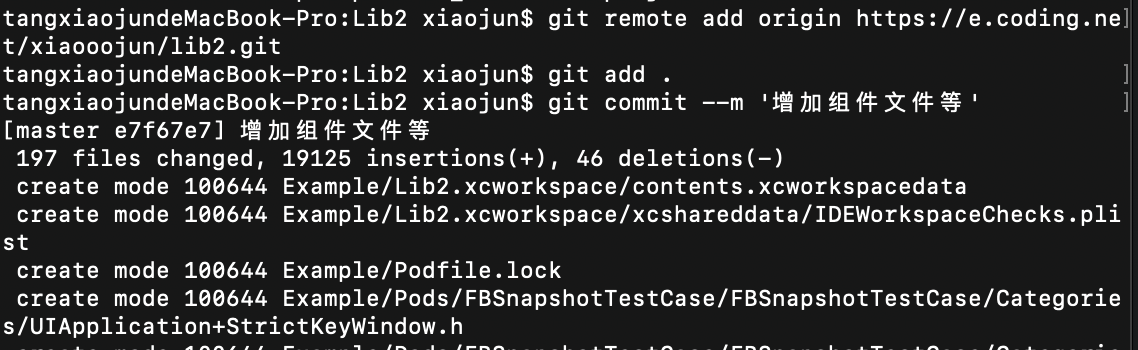 tangxiaojundeMacBook-Pro:Lib2 xiaojun$ git remote add origin https://e.coding.ne]
t/xiaooojun/lib2.git
tangxiaojundeMacBook-Pro:Lib2 xiaojun$ git add . ]
tangxiaojundeMacBook-Pro:Lib2 xiaojun$ git commit --m '增加组件文件等' ]
[master e7f67e7] 增加组件文件等
 197 files changed, 19125 insertions(+), 46 deletions(-)
 create mode 100644 Example/Lib2.xcworkspace/contents.xcworkspacedata
 create mode 100644 Example/Lib2.xcworkspace/xcshareddata/IDEWorkspaceChecks.pli
st
 create mode 100644 Example/Podfile.lock
 create mode 100644 Example/Pods/FBSnapshotTestCase/FBSnapshotTestCase/Categorie
s/UIApplication+StrictKeyWindow.h